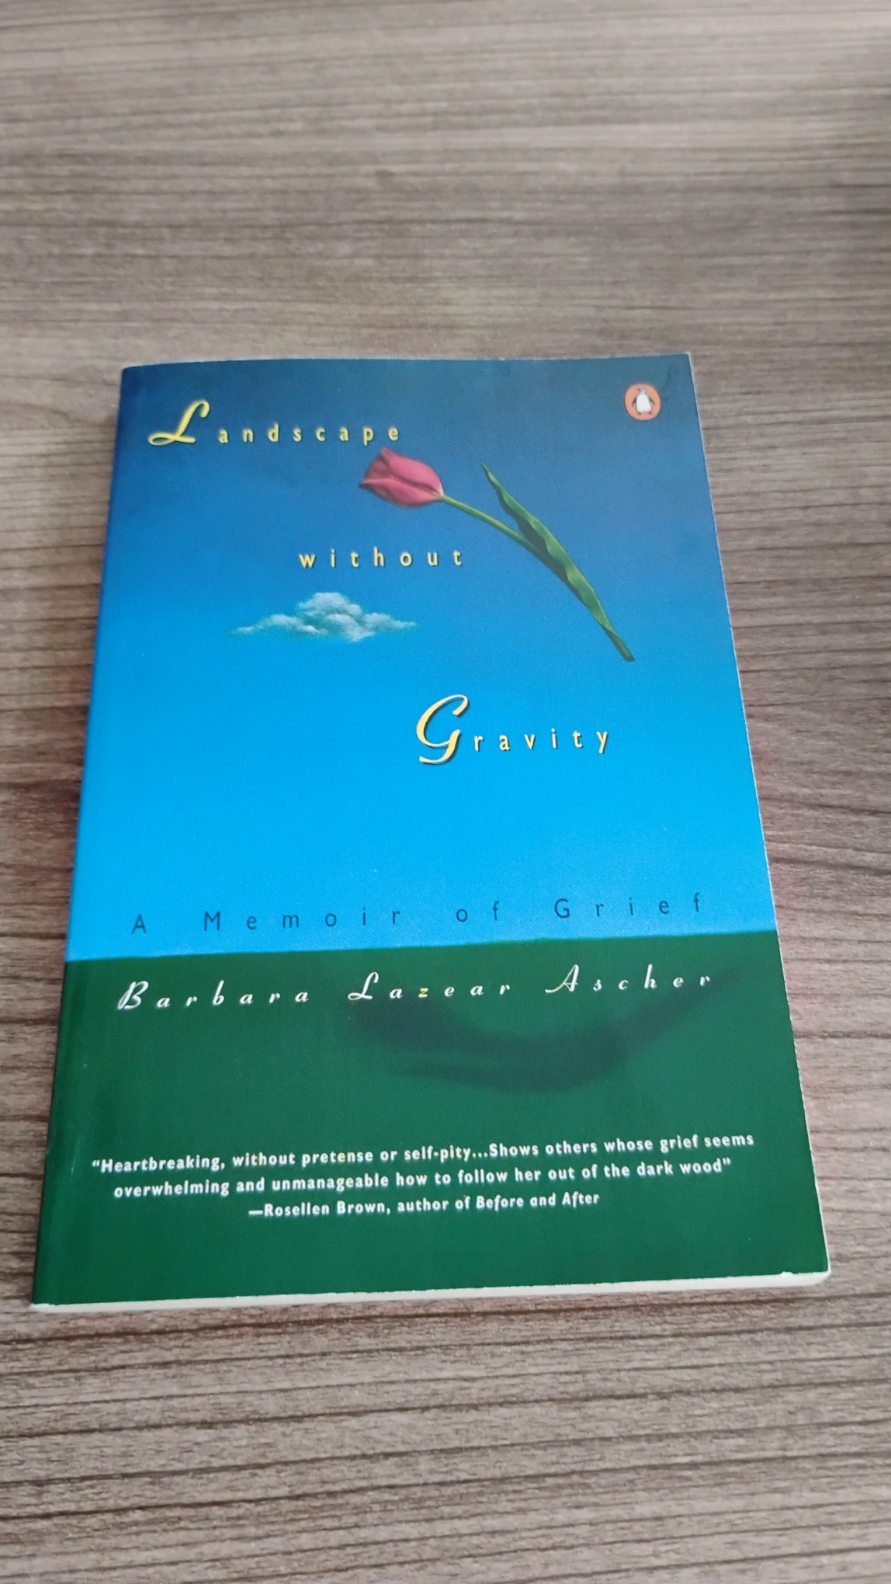 Landscape
without
Gravity
A Memoir of Grief
Barbara Lazear Ascher
“Heartbreaking, without pretense or self-pity...Shows others whose grief seems
overwhelming and unmanageable how to follow her out of the dark wood”
—Rosellen Brown, author of Before and After